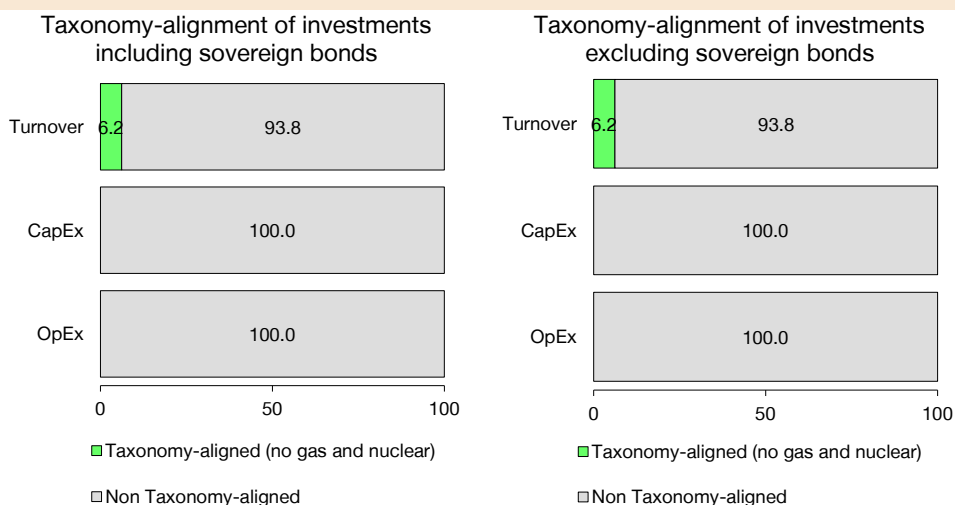 Taxonomy-alignment of investments
including sovereign bonds
Turnover 6.2 93.8
CapEx 100.0
OpEx 100.0
0 50 100
Taxonomy-aligned (no gas and nuclear)
Non Taxonomy-aligned
Taxonomy-alignment of investments
excluding sovereign bonds
Turnover 6.2 93.8
CapEx 100.0
OpEx 100.0
0 50 100
Taxonomy-aligned (no gas and nuclear)
Non Taxonomy-aligned